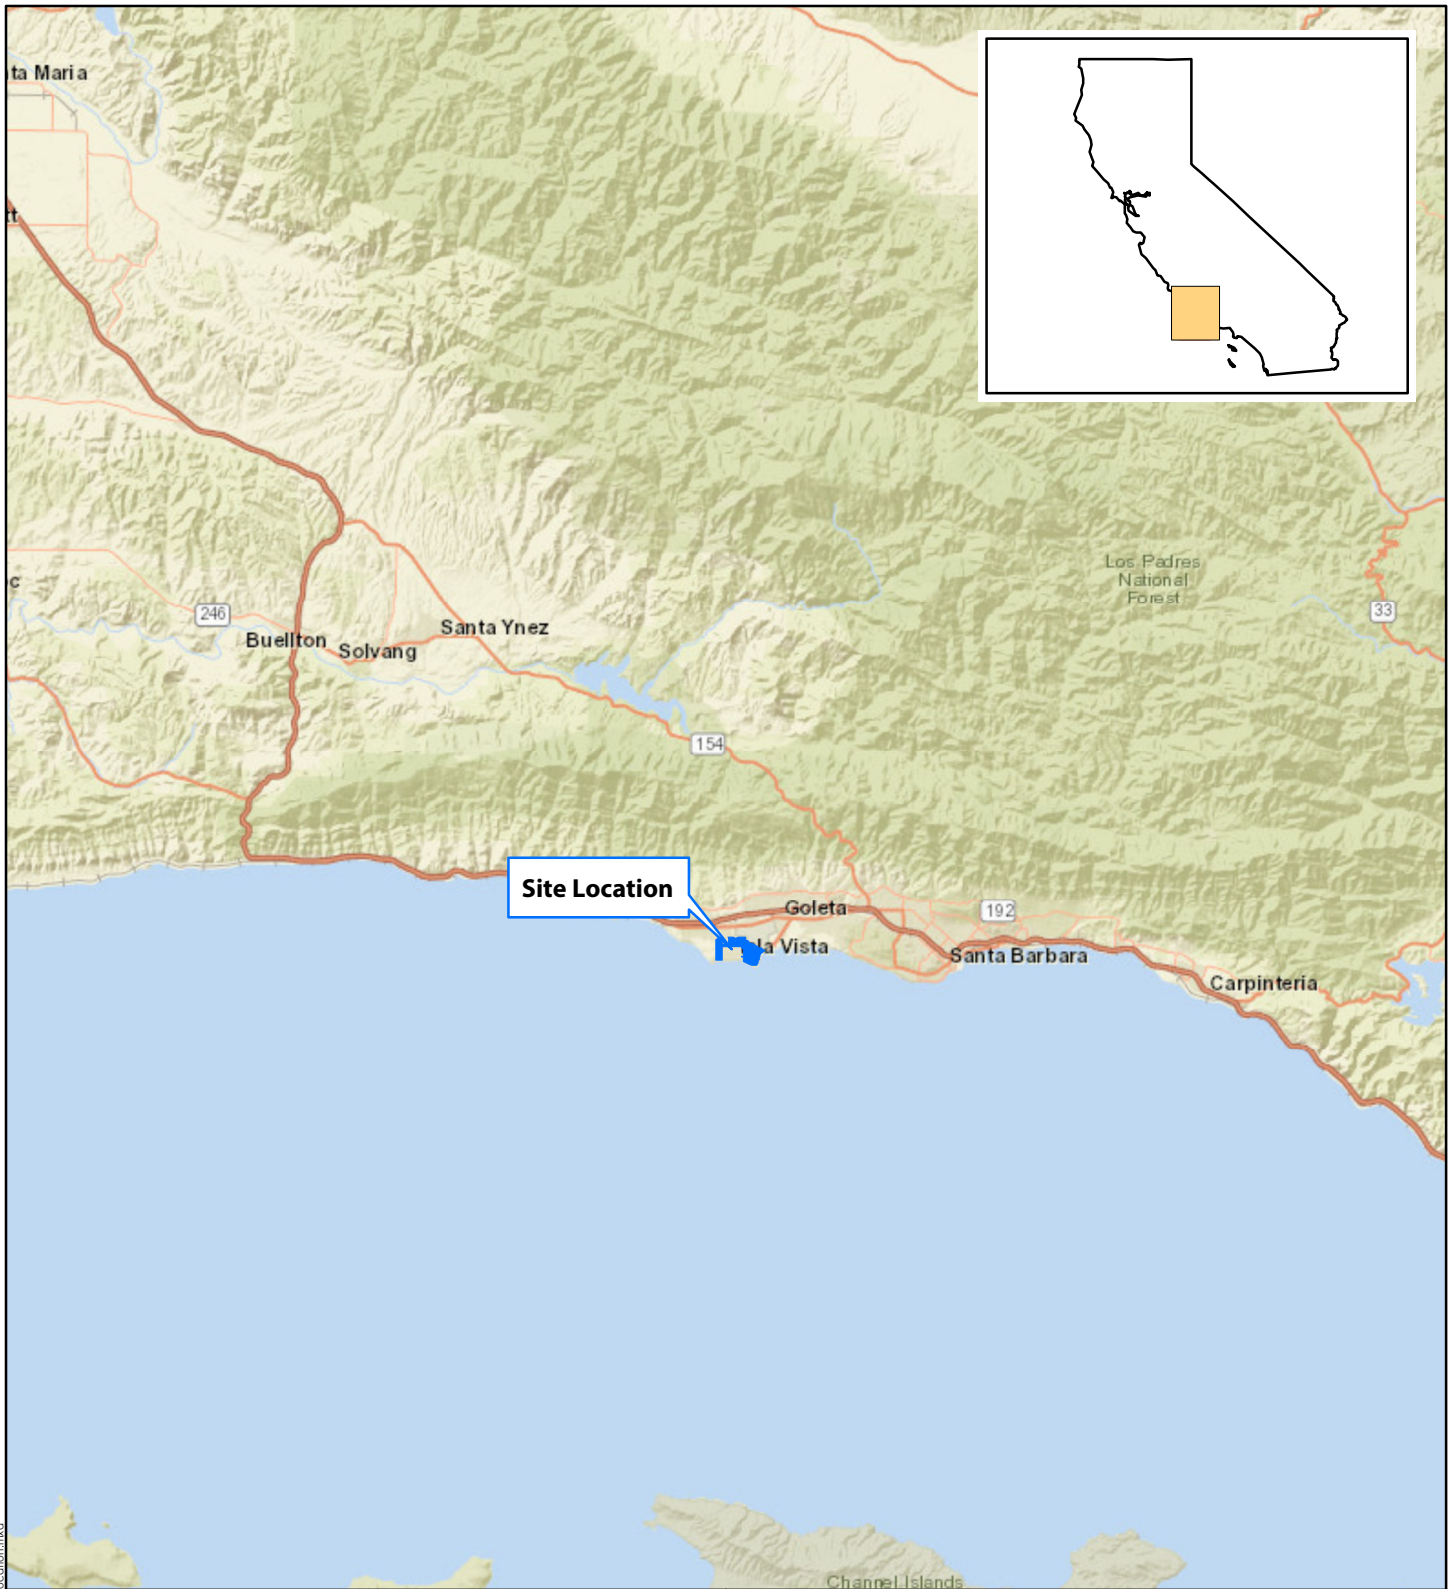 ta Maria
tt
Los Padres
National
Forest
c
33
246
Santa Ynez
Buellton
Solvang
154
Site Location
Goleta
192
la Vista
Santa Barbara
Carpinteria
Channel Islands